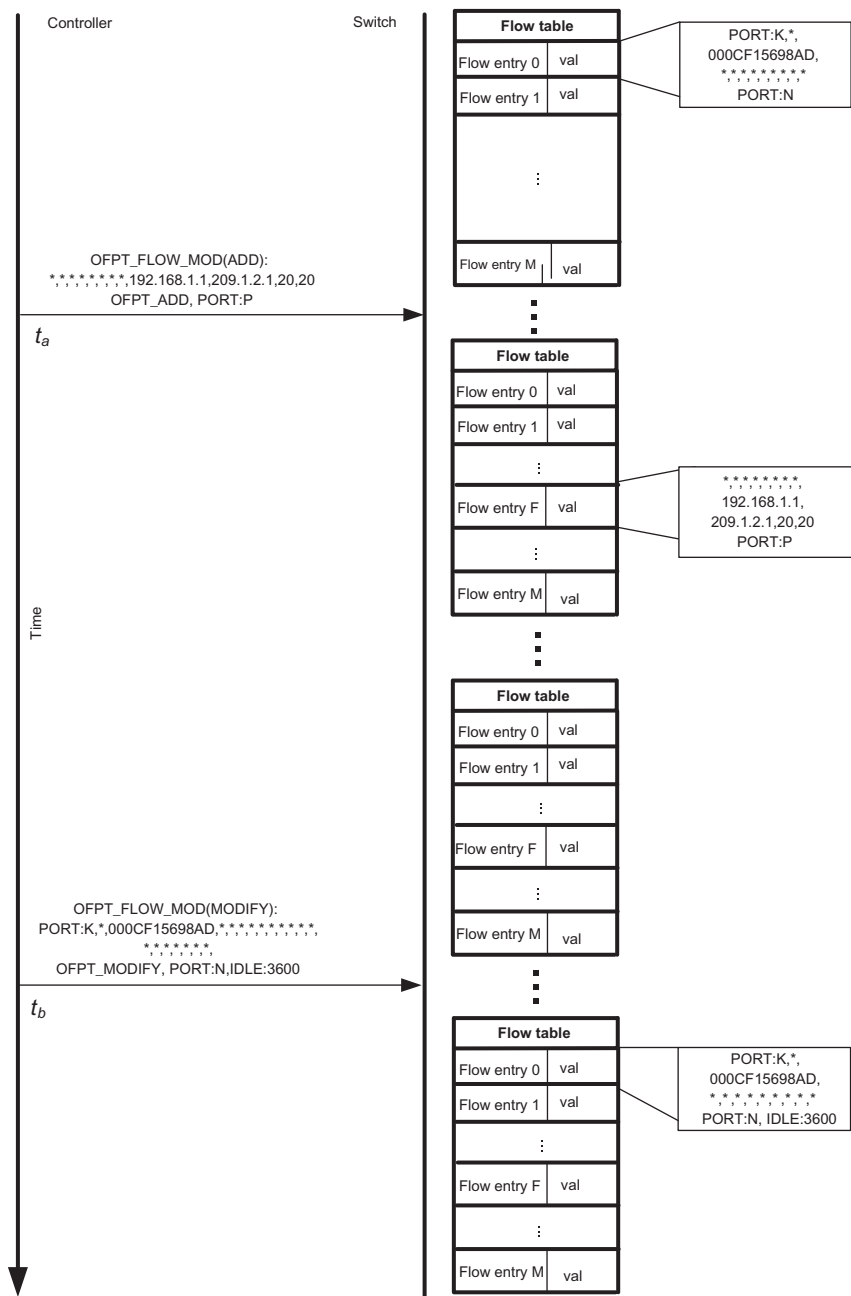 Controller
Switch
Flow table
Flow entry 0 val
Flow entry 1 val
⋮
Flow entry M val
PORT:K,*,
000CF15698AD,
*,*,*,*,*,*,*,*,*
PORT:N
OFPT_FLOW_MOD(ADD):
*,*,*,*,*,*,*,*,192.168.1.1,209.1.2.1,20,20
OFPT_ADD, PORT:P
ta
Flow table
Flow entry 0 val
Flow entry 1 val
⋮
Flow entry F val
⋮
Flow entry M val
*,*,*,*,*,*,*,*,
192.168.1.1,
209.1.2.1,20,20
PORT:P
Time
Flow table
Flow entry 0 val
Flow entry 1 val
⋮
Flow entry F val
⋮
Flow entry M val
OFPT_FLOW_MOD(MODIFY):
PORT:K,*,000CF15698AD,*,*,*,*,*,*,*,*,*,*,
*,*,*,*,*,*,*,
OFPT_MODIFY, PORT:N,IDLE:3600
tb
Flow table
Flow entry 0 val
Flow entry 1 val
⋮
Flow entry F val
⋮
Flow entry M val
PORT:K,*,
000CF15698AD,
*,*,*,*,*,*,*,*,*,*
PORT:N, IDLE:3600